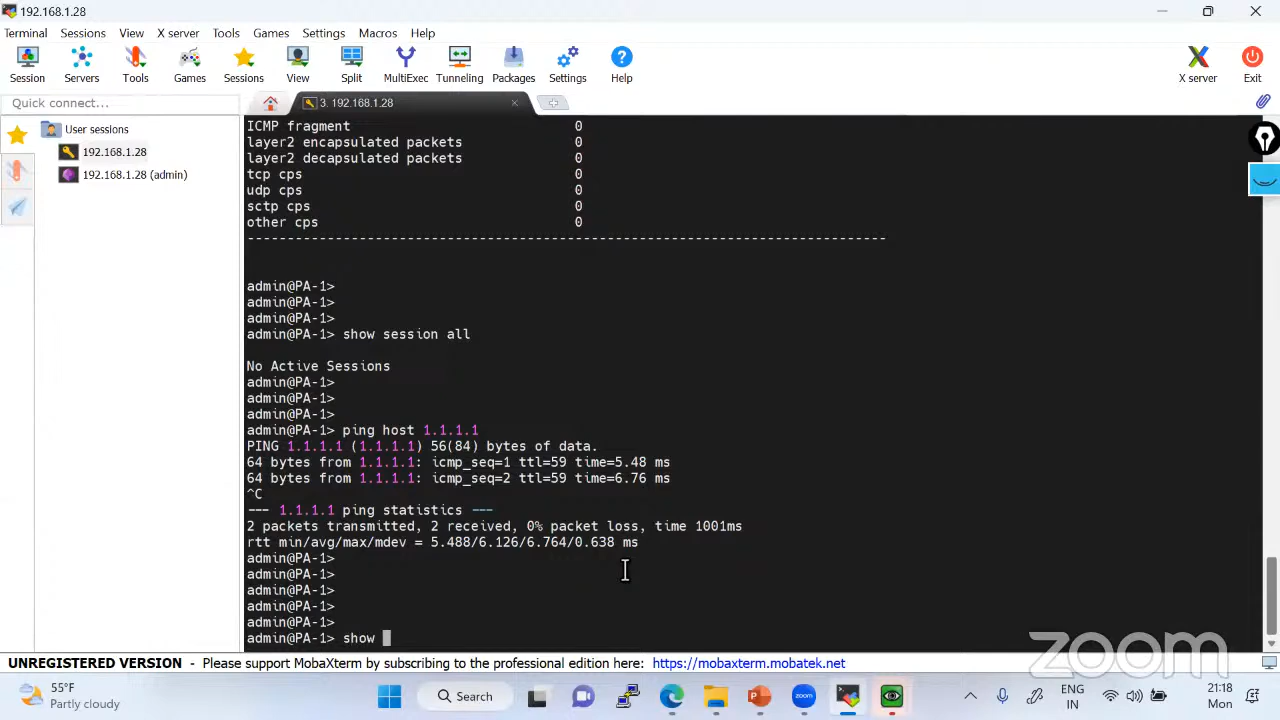 192.168.1.28
Terminal Sessions View X server Tools Games Settings Macros Help
Session Servers Tools Games Sessions View Split MultiExec Tunneling Packages Settings Help X server Exit
Quick connect...
3. 192.168.1.28
User sessions
192.168.1.28
192.168.1.28 (admin)
ICMP fragment 0
layer2 encapsulated packets 0
layer2 decapsulated packets 0
tcp cps 0
udp cps 0
sctp cps 0
other cps 0
--------------------------------------------------------------------------------
admin@PA-1>
admin@PA-1>
admin@PA-1>
admin@PA-1> show session all
No Active Sessions
admin@PA-1>
admin@PA-1>
admin@PA-1>
admin@PA-1> ping host 1.1.1.1
PING 1.1.1.1 (1.1.1.1) 56(84) bytes of data.
64 bytes from 1.1.1.1: icmp_seq=1 ttl=59 time=5.48 ms
64 bytes from 1.1.1.1: icmp_seq=2 ttl=59 time=6.76 ms
^C
--- 1.1.1.1 ping statistics ---
2 packets transmitted, 2 received, 0% packet loss, time 1001ms
rtt min/avg/max/mdev = 5.488/6.126/6.764/0.638 ms
admin@PA-1>
admin@PA-1>
admin@PA-1>
admin@PA-1>
admin@PA-1>
admin@PA-1> show
zoom
UNREGISTERED VERSION - Please support MobaXterm by subscribing to the professional edition here: https://mobaxterm.mobatek.net
55°F
Partly cloudy
Search
zoom
ENG
IN
21:18
Mon